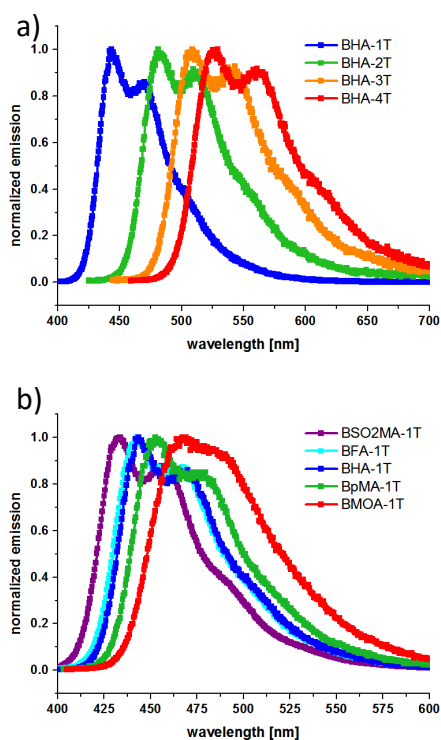 a)
BHA-1T
BHA-2T
BHA-3T
BHA-4T
normalized emission
1.0
0.8
0.6
0.4
0.2
0.0
400 450 500 550 600 650 700
wavelength [nm]
b)
BSO2MA-1T
BFA-1T
BHA-1T
BpMA-1T
BMOA-1T
normalized emission
1.0
0.8
0.6
0.4
0.2
0.0
400 425 450 475 500 525 550 575 600
wavelength [nm]